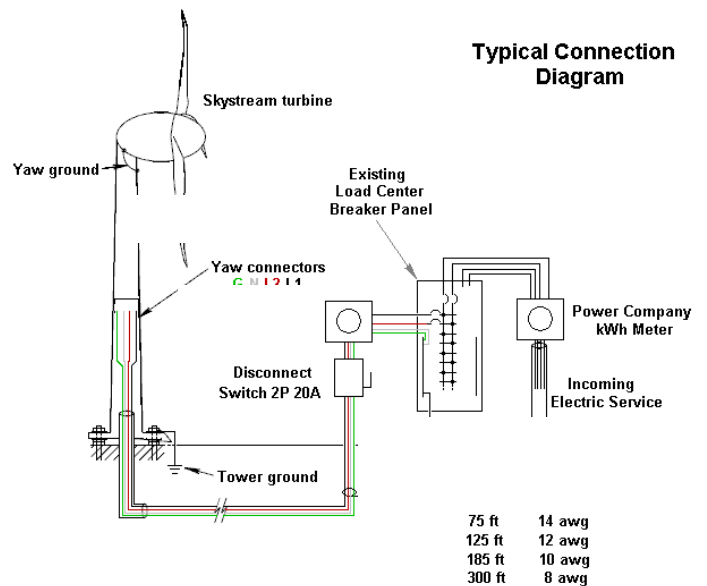 Typical Connection
Diagram
Skystream turbine
Yaw ground
Existing
Load Center
Breaker Panel
Yaw connectors
G N L2 L1
Power Company
kWh Meter
Disconnect
Switch 2P 20A
Incoming
Electric Service
Tower ground
75 ft 14 awg
125 ft 12 awg
185 ft 10 awg
300 ft 8 awg